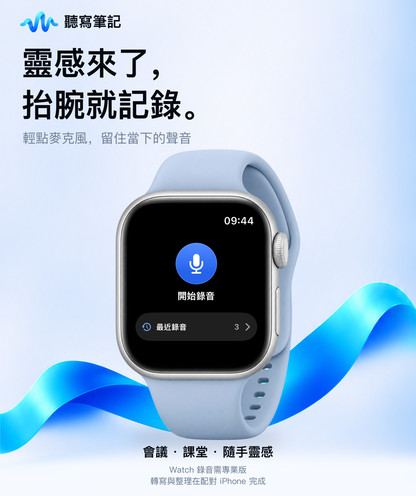 聽寫筆記
靈感來了，
抬腕就記錄。
輕點麥克風，留住當下的聲音
09:44
開始錄音
最近錄音 3
會議·課堂·隨手靈感
Watch 錄音需專業版
轉寫與整理在配對 iPhone 完成